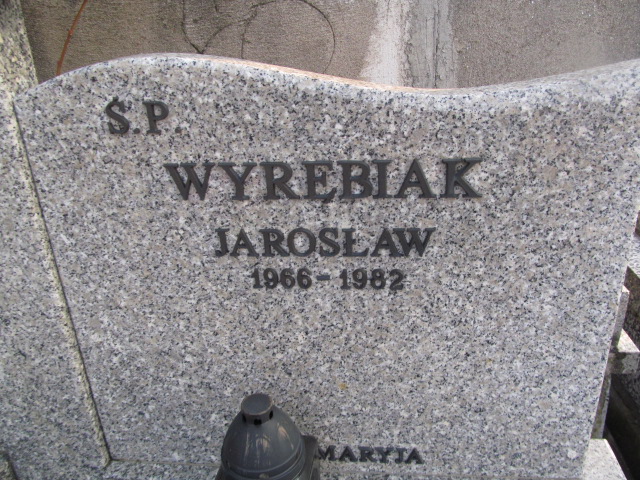 Ś.P.
WYRĘBIAK
JAROSŁAW
1966-1982
MARYJA